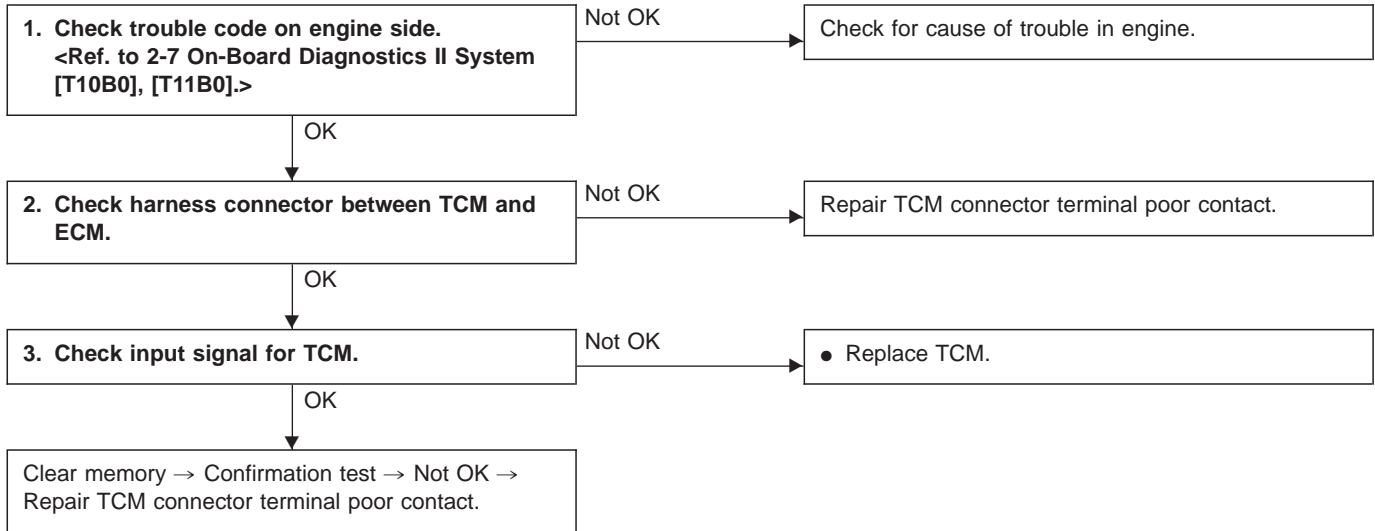 1. Check trouble code on engine side.
<Ref. to 2-7 On-Board Diagnostics II System
[T10B0], [T11B0].>
Not OK
Check for cause of trouble in engine.
OK
2. Check harness connector between TCM and
ECM.
Not OK
Repair TCM connector terminal poor contact.
OK
3. Check input signal for TCM.
Not OK
● Replace TCM.
OK
Clear memory → Confirmation test → Not OK →
Repair TCM connector terminal poor contact.